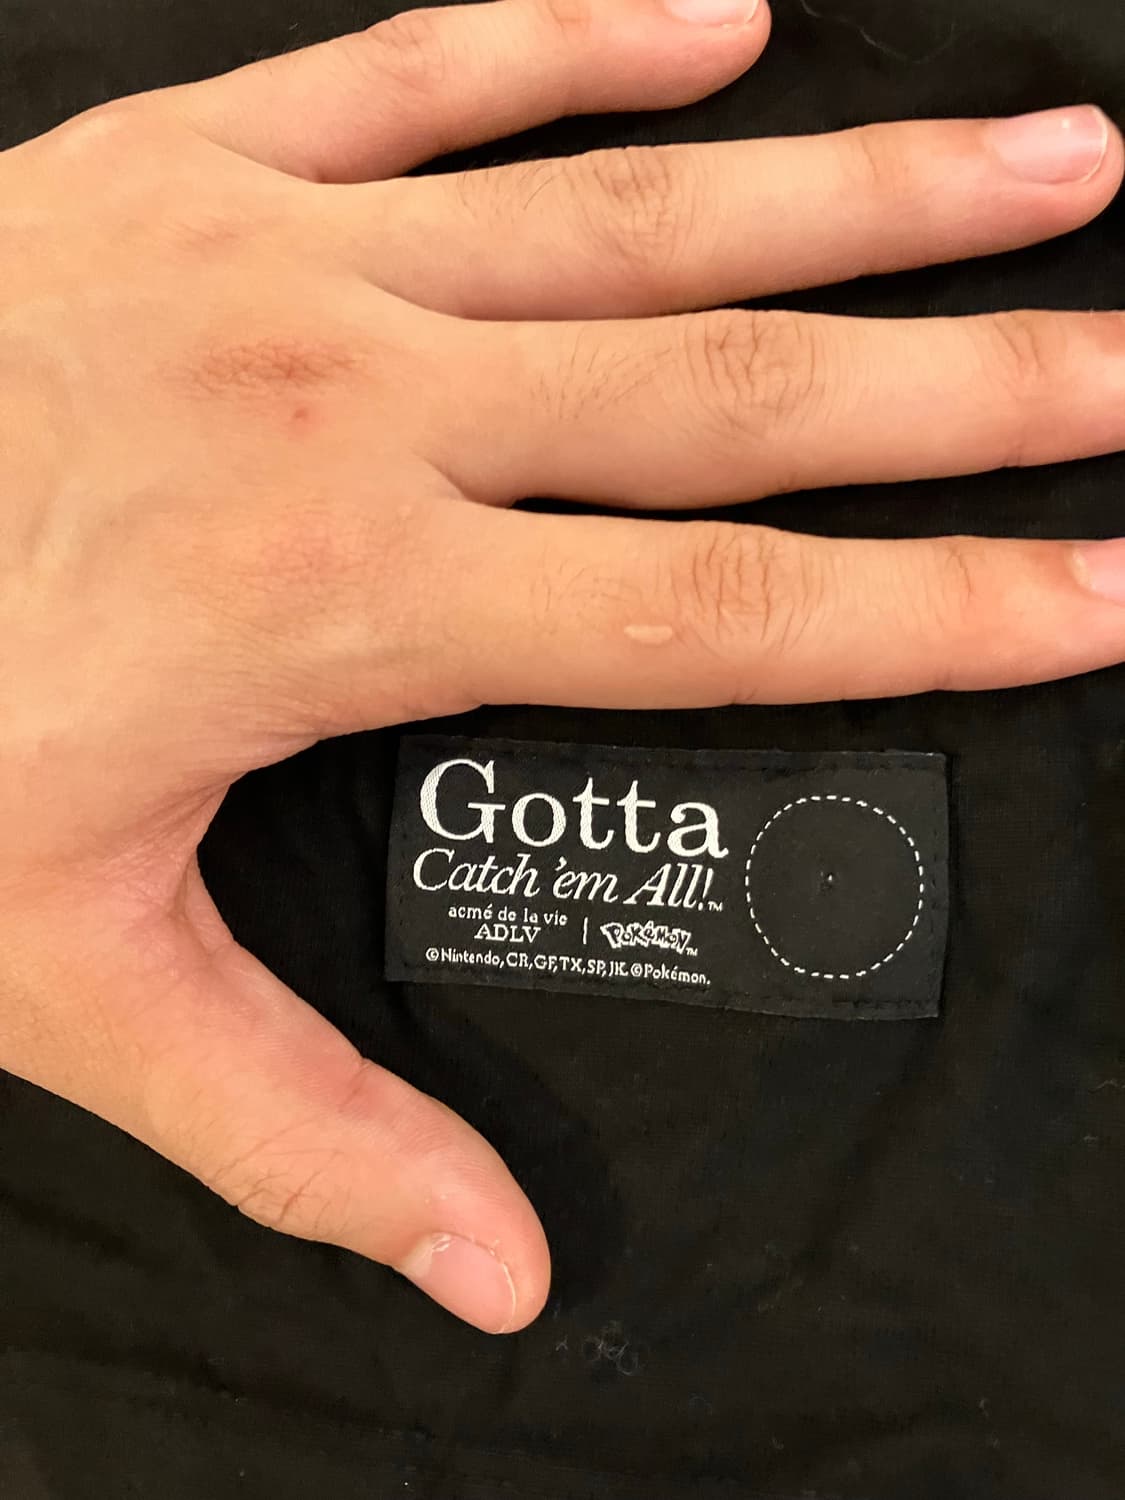 Gotta
Catch 'em All!™
acmé de la vie
ADLV | POKéMON™
©Nintendo,CR,GF,TX,SP,JK.©Pokémon.